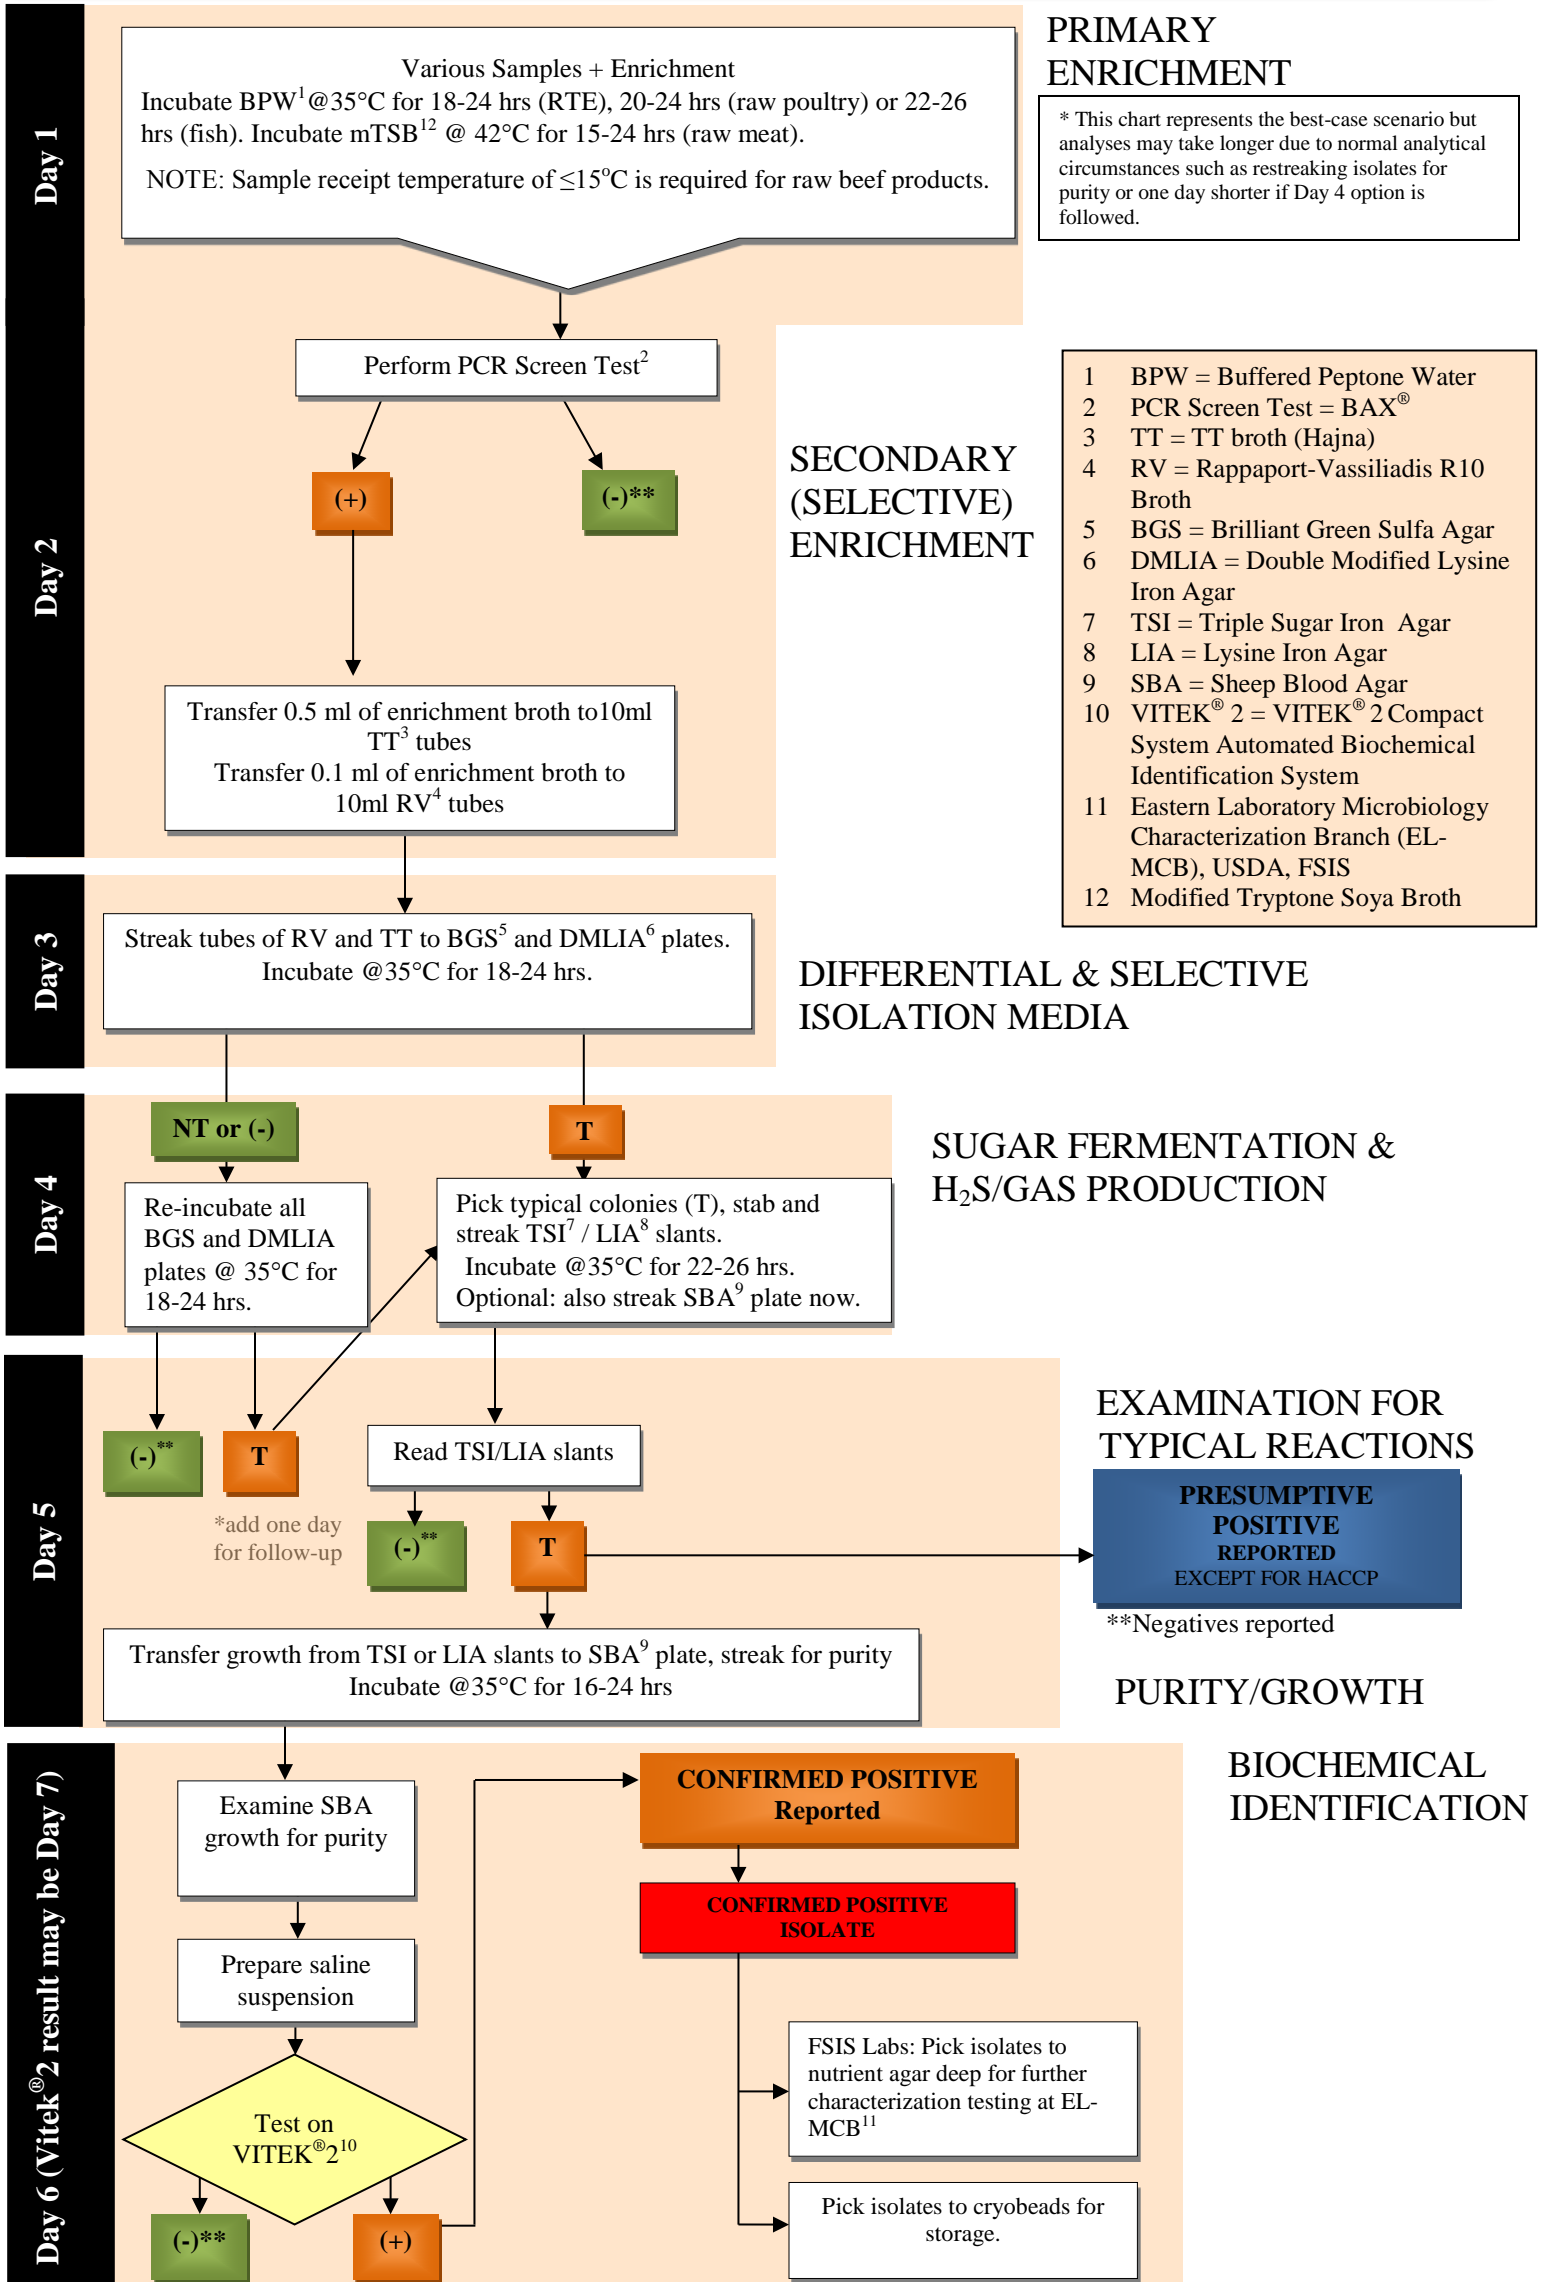 PRIMARY
ENRICHMENT
Day 1
Various Samples + Enrichment
Incubate BPW¹@35°C for 18-24 hrs (RTE), 20-24 hrs (raw poultry) or 22-26
hrs (fish). Incubate mTSB¹² @ 42°C for 15-24 hrs (raw meat).
NOTE: Sample receipt temperature of ≤15°C is required for raw beef products.
* This chart represents the best-case scenario but
analyses may take longer due to normal analytical
circumstances such as restreaking isolates for
purity or one day shorter if Day 4 option is
followed.
Day 2
Perform PCR Screen Test²
(+)
(-)**
SECONDARY
(SELECTIVE)
ENRICHMENT
Transfer 0.5 ml of enrichment broth to10ml
TT³ tubes
Transfer 0.1 ml of enrichment broth to
10ml RV⁴ tubes
1 BPW = Buffered Peptone Water
2 PCR Screen Test = BAX®
3 TT = TT broth (Hajna)
4 RV = Rappaport-Vassiliadis R10
Broth
5 BGS = Brilliant Green Sulfa Agar
6 DMLIA = Double Modified Lysine
Iron Agar
7 TSI = Triple Sugar Iron Agar
8 LIA = Lysine Iron Agar
9 SBA = Sheep Blood Agar
10 VITEK® 2 = VITEK® 2 Compact
System Automated Biochemical
Identification System
11 Eastern Laboratory Microbiology
Characterization Branch (EL-
MCB), USDA, FSIS
12 Modified Tryptone Soya Broth
Day 3
Streak tubes of RV and TT to BGS⁵ and DMLIA⁶ plates.
Incubate @35°C for 18-24 hrs.
DIFFERENTIAL & SELECTIVE
ISOLATION MEDIA
Day 4
NT or (-)
T
Re-incubate all
BGS and DMLIA
plates @ 35°C for
18-24 hrs.
Pick typical colonies (T), stab and
streak TSI⁷ / LIA⁸ slants.
Incubate @35°C for 22-26 hrs.
Optional: also streak SBA⁹ plate now.
SUGAR FERMENTATION &
H₂S/GAS PRODUCTION
Day 5
(-)**
T
*add one day
for follow-up
Read TSI/LIA slants
(-)**
T
EXAMINATION FOR
TYPICAL REACTIONS
PRESUMPTIVE
POSITIVE
REPORTED
EXCEPT FOR HACCP
**Negatives reported
Transfer growth from TSI or LIA slants to SBA⁹ plate, streak for purity
Incubate @35°C for 16-24 hrs
PURITY/GROWTH
Day 6 (Vitek®2 result may be Day 7)
Examine SBA
growth for purity
Prepare saline
suspension
Test on
VITEK®2¹⁰
(-)**
(+)
CONFIRMED POSITIVE
Reported
CONFIRMED POSITIVE
ISOLATE
FSIS Labs: Pick isolates to
nutrient agar deep for further
characterization testing at EL-
MCB¹¹
Pick isolates to cryobeads for
storage.
BIOCHEMICAL
IDENTIFICATION